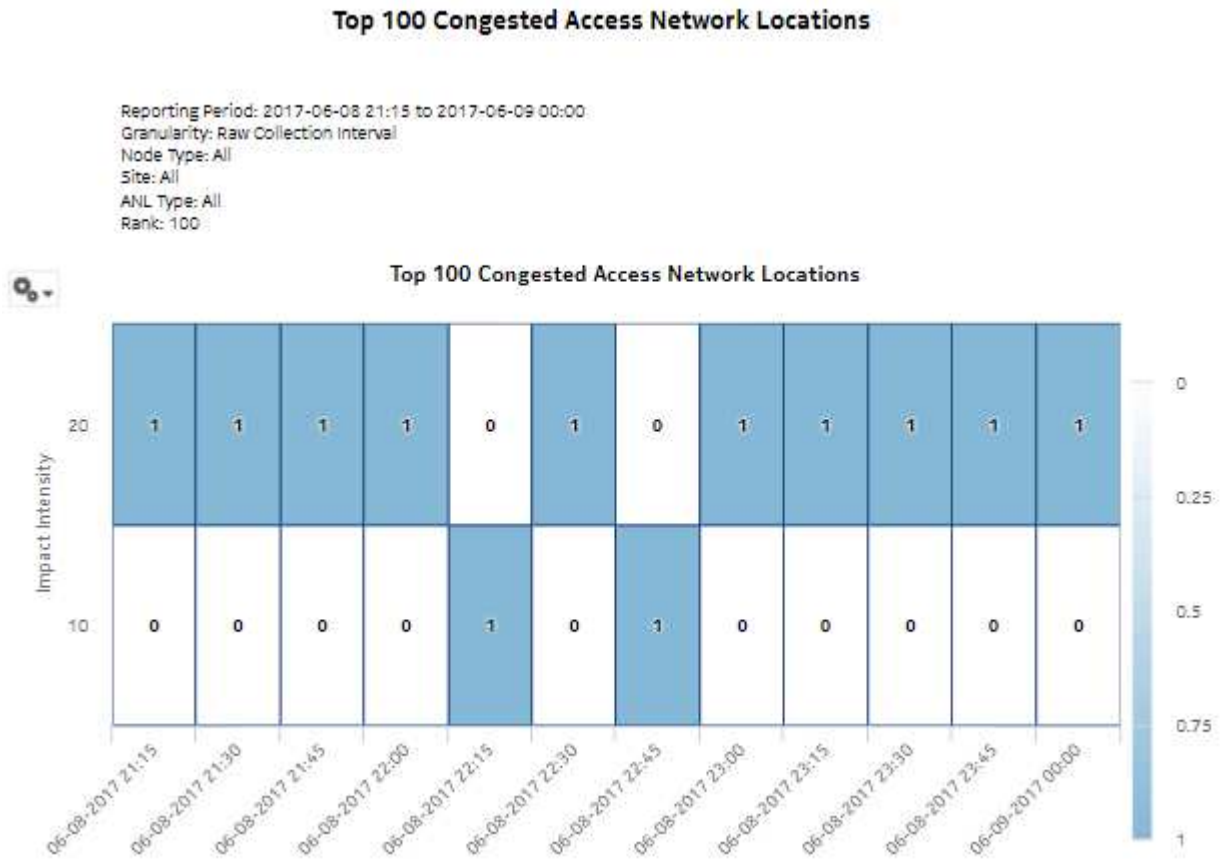 Top 100 Congested Access Network Locations
Reporting Period: 2017-06-08 21:15 to 2017-06-09 00:00
Granularity: Raw Collection Interval
Node Type: All
Site: All
ANL Type: All
Rank: 100
Top 100 Congested Access Network Locations
Impact Intensity
20
1 1 1 1 0 1 0 1 1 1 1 1
10
0 0 0 0 1 0 1 0 0 0 0 0
06-08-2017 21:15
06-08-2017 21:30
06-08-2017 21:45
06-08-2017 22:00
06-08-2017 22:15
06-08-2017 22:30
06-08-2017 22:45
06-08-2017 23:00
06-08-2017 23:15
06-08-2017 23:30
06-08-2017 23:45
06-09-2017 00:00
0
0.25
0.5
0.75
1